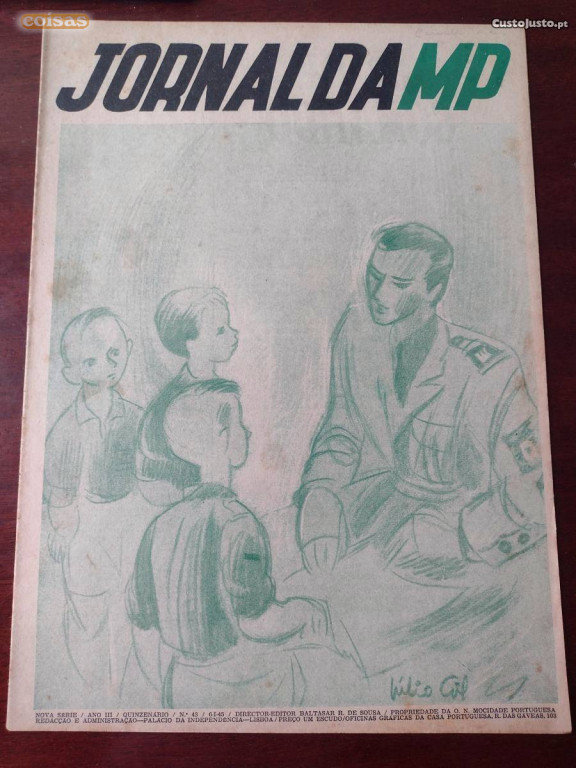 coisas
CustoJusto.pt
JORNAL DA MP
NOVA SÉRIE / ANO III / QUINZENÁRIO / N.º 43 / 6-I-45 / DIRECTOR-EDITOR BALTASAR R. DE SOUSA / PROPRIEDADE DA O. N. MOCIDADE PORTUGUESA
REDACÇÃO E ADMINISTRAÇÃO—PALÁCIO DA INDEPENDÊNCIA—LISBOA / PREÇO UM ESCUDO/OFICINAS GRÁFICAS DA CASA PORTUGUESA, R. DAS GÁVEAS, 103